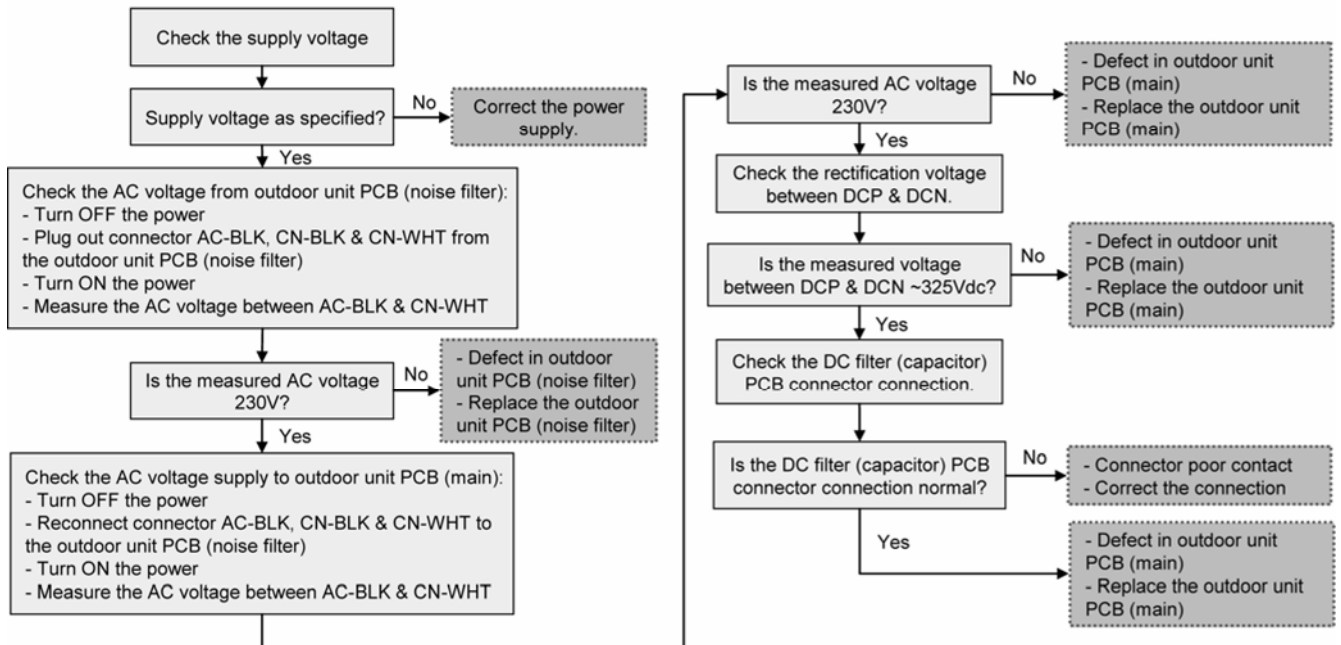 Check the supply voltage
Supply voltage as specified?
No
Correct the power
supply.
Yes
Check the AC voltage from outdoor unit PCB (noise filter):
- Turn OFF the power
- Plug out connector AC-BLK, CN-BLK & CN-WHT from
the outdoor unit PCB (noise filter)
- Turn ON the power
- Measure the AC voltage between AC-BLK & CN-WHT
Is the measured AC voltage
230V?
No
- Defect in outdoor
unit PCB (noise filter)
- Replace the outdoor
unit PCB (noise filter)
Yes
Check the AC voltage supply to outdoor unit PCB (main):
- Turn OFF the power
- Reconnect connector AC-BLK, CN-BLK & CN-WHT to
the outdoor unit PCB (noise filter)
- Turn ON the power
- Measure the AC voltage between AC-BLK & CN-WHT
Is the measured AC voltage
230V?
No
- Defect in outdoor unit
PCB (main)
- Replace the outdoor unit
PCB (main)
Yes
Check the rectification voltage
between DCP & DCN.
Is the measured voltage
between DCP & DCN ~325Vdc?
No
- Defect in outdoor unit
PCB (main)
- Replace the outdoor unit
PCB (main)
Yes
Check the DC filter (capacitor)
PCB connector connection.
Is the DC filter (capacitor) PCB
connector connection normal?
No
- Connector poor contact
- Correct the connection
Yes
- Defect in outdoor unit
PCB (main)
- Replace the outdoor unit
PCB (main)